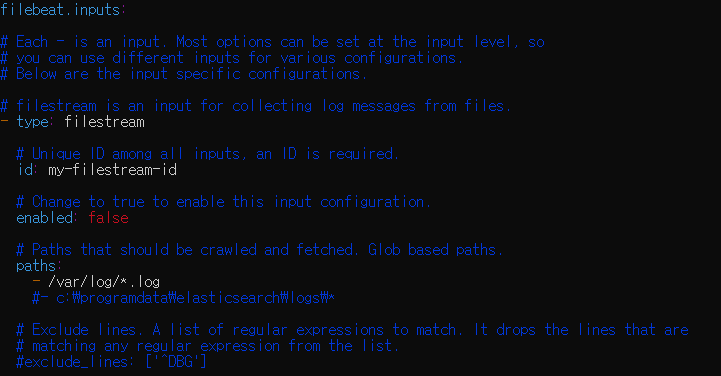 filebeat.inputs:
# Each - is an input. Most options can be set at the input level, so
# you can use different inputs for various configurations.
# Below are the input specific configurations.
# filestream is an input for collecting log messages from files.
- type: filestream
# Unique ID among all inputs, an ID is required.
id: my-filestream-id
# Change to true to enable this input configuration.
enabled: false
# Paths that should be crawled and fetched. Glob based paths.
paths:
- /var/log/*.log
#- c:₩programdata₩elasticsearch₩logs₩*
# Exclude lines. A list of regular expressions to match. It drops the lines that are
# matching any regular expression from the list.
#exclude_lines: ['^DBG']